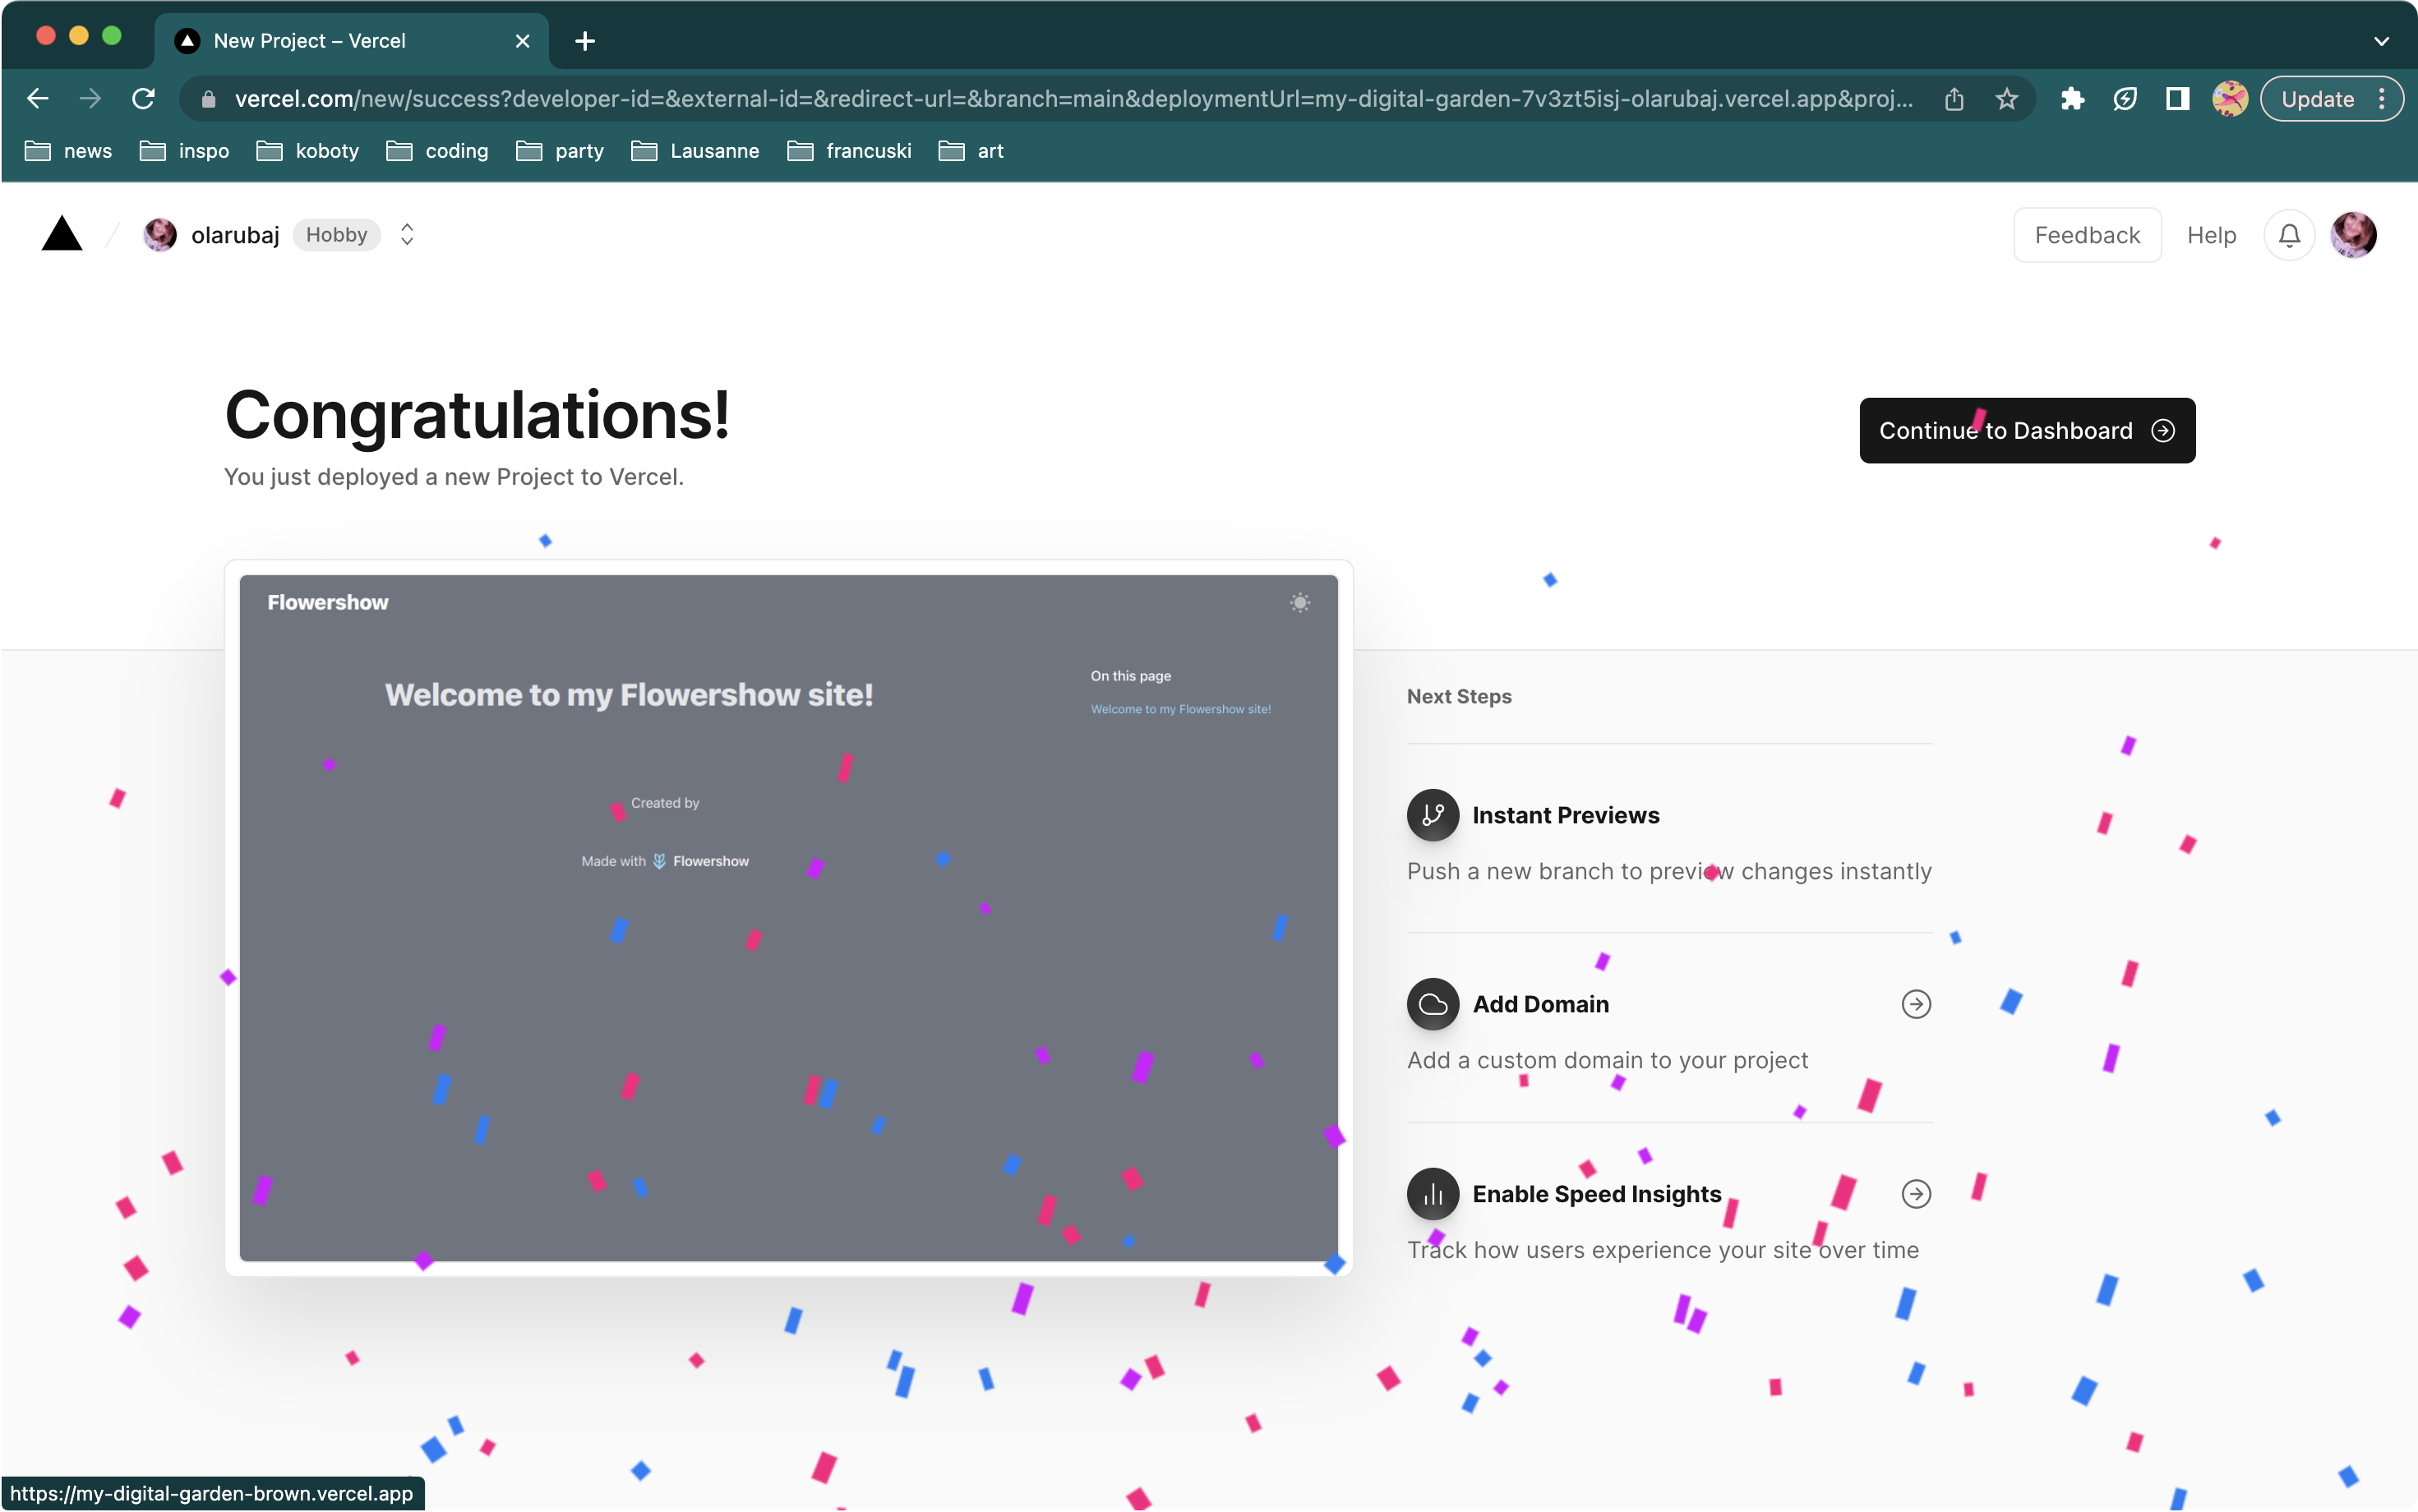 New Project – Vercel
vercel.com/new/success?developer-id=&external-id=&redirect-url=&branch=main&deploymentUrl=my-digital-garden-7v3zt5isj-olarubaj.vercel.app&proj...
Update
news inspo koboty coding party Lausanne francuski art
olarubaj Hobby
Feedback Help
Congratulations!
You just deployed a new Project to Vercel.
Continue to Dashboard
Flowershow
Welcome to my Flowershow site!
On this page
Welcome to my Flowershow site!
Created by
Made with Flowershow
Next Steps
Instant Previews
Push a new branch to preview changes instantly
Add Domain
Add a custom domain to your project
Enable Speed Insights
Track how users experience your site over time
https://my-digital-garden-brown.vercel.app